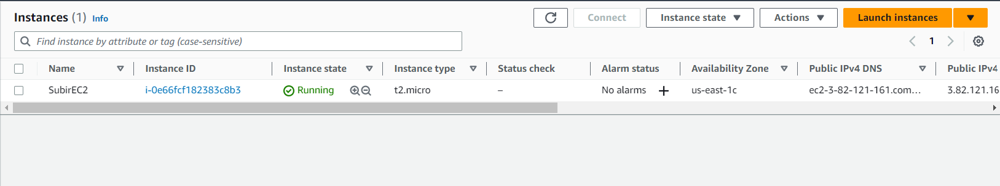 Instances (1) Info Connect Instance state Actions Launch instances
Find instance by attribute or tag (case-sensitive) 1
Name Instance ID Instance state Instance type Status check Alarm status Availability Zone Public IPv4 DNS Public IPv4
SubirEC2 i-0e66fcf182383c8b3 Running t2.micro – No alarms us-east-1c ec2-3-82-121-161.com... 3.82.121.16